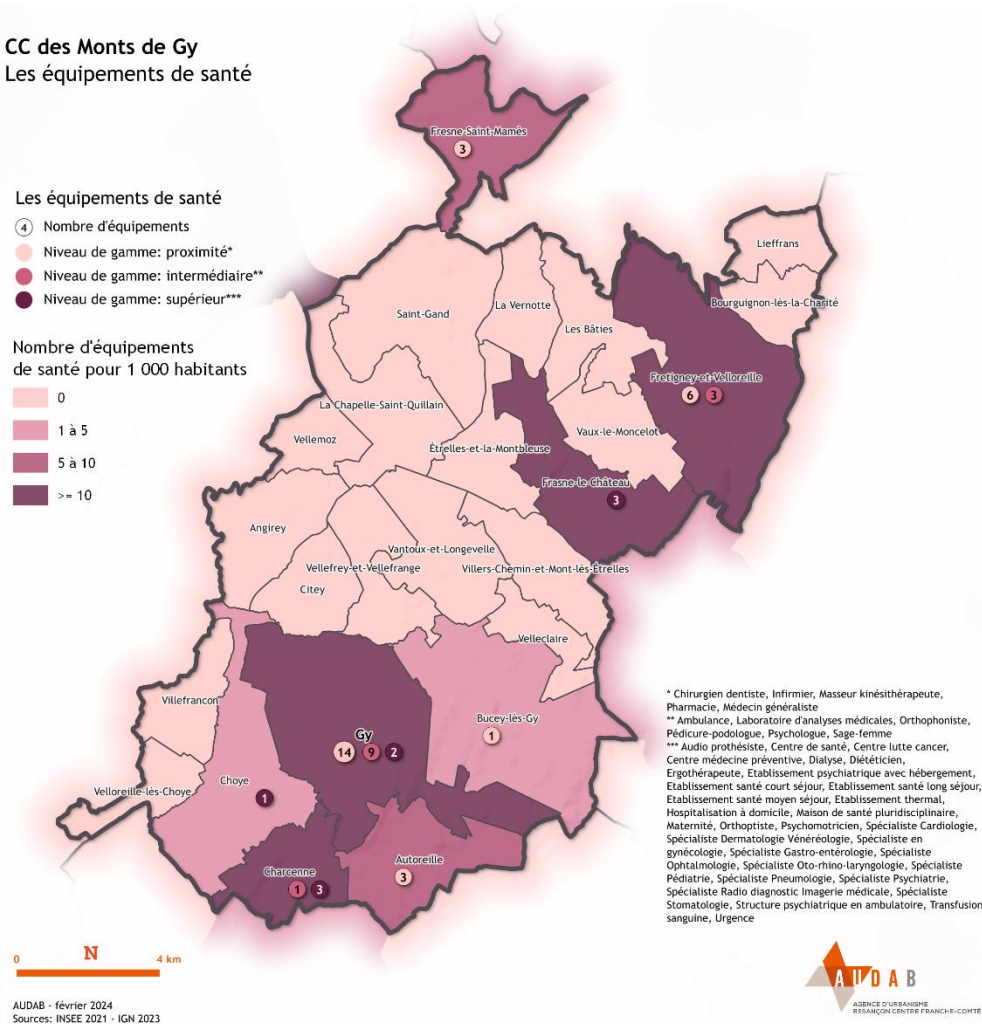 CC des Monts de Gy
Les équipements de santé
Fresne-Saint-Mamès
3
Les équipements de santé
4 Nombre d'équipements
Niveau de gamme: proximité*
Niveau de gamme: intermédiaire**
Niveau de gamme: supérieur***
Nombre d'équipements
de santé pour 1 000 habitants
0
1 à 5
5 à 10
>= 10
Lieffrans
Bourguignon-lès-la-Charité
La Vernotte
Saint-Gand
Les Bâties
Fretigney-et-Velloreille
6 3
La Chapelle-Saint-Quillain
Vellemoz
Vaux-le-Moncelot
Étrelles-et-la-Montbleuse
Frasne-le-Château
3
Angirey
Vantoux-et-Longevelle
Vellefrey-et-Vellefrange
Villers-Chemin-et-Mont-lès-Étrelles
Citey
Velleclaire
Villefrancon
Bucey-lès-Gy
1
Gy
14 9 2
Choye
1
Velloreille-lès-Choye
Autoreille
3
Charcenne
1 3
* Chirurgien dentiste, Infirmier, Masseur kinésithérapeute,
Pharmacie, Médecin généraliste
** Ambulance, Laboratoire d'analyses médicales, Orthophoniste,
Pédicure-podologue, Psychologue, Sage-femme
*** Audio prothésiste, Centre de santé, Centre lutte cancer,
Centre médecine préventive, Dialyse, Diététicien,
Ergothérapeute, Etablissement psychiatrique avec hébergement,
Etablissement santé court séjour, Etablissement santé long séjour,
Etablissement santé moyen séjour, Etablissement thermal,
Hospitalisation à domicile, Maison de santé pluridisciplinaire,
Maternité, Orthoptiste, Psychomotricien, Spécialiste Cardiologie,
Spécialiste Dermatologie Vénéréologie, Spécialiste en
gynécologie, Spécialiste Gastro-entérologie, Spécialiste
Ophtalmologie, Spécialiste Oto-rhino-laryngologie, Spécialiste
Pédiatrie, Spécialiste Pneumologie, Spécialiste Psychiatrie,
Spécialiste Radio diagnostic Imagerie médicale, Spécialiste
Stomatologie, Structure psychiatrique en ambulatoire, Transfusion
sanguine, Urgence
0 N 4 km
AUDAB - février 2024
Sources: INSEE 2021 - IGN 2023
AUDAB
AGENCE D'URBANISME
BESANÇON CENTRE FRANCHE-COMTÉ